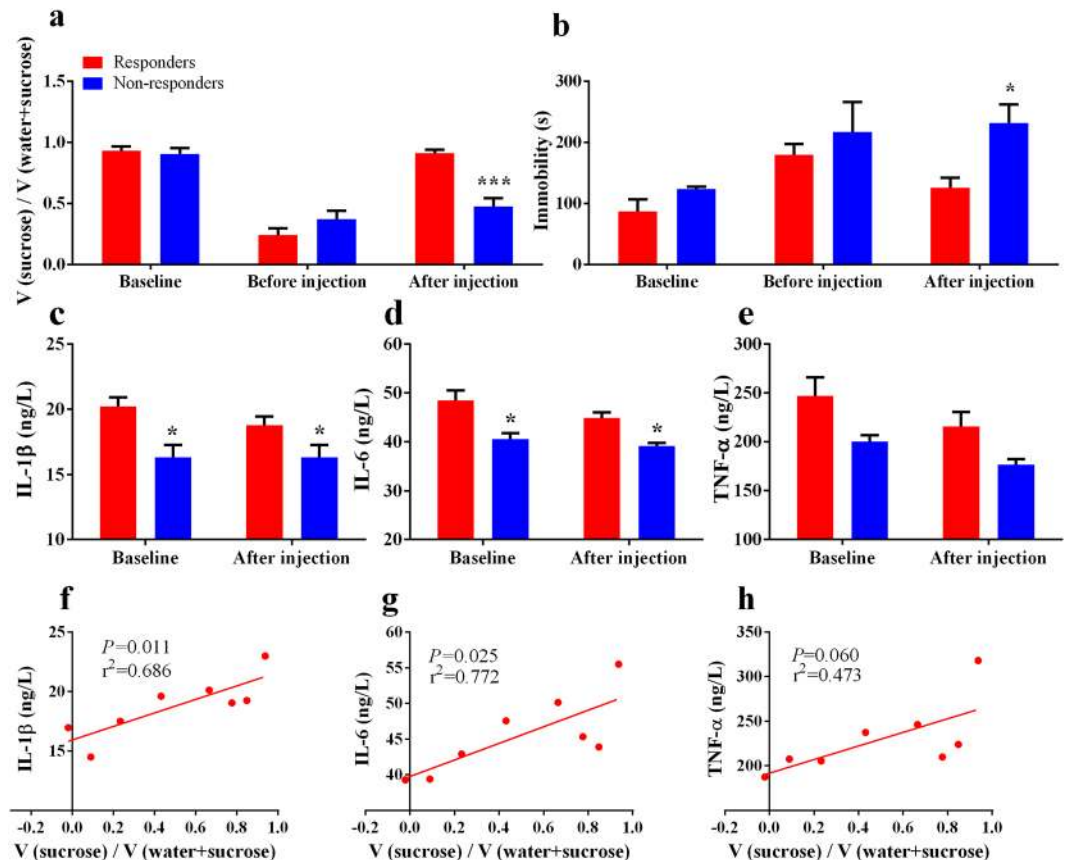 a
V (sucrose) / V (water+sucrose)
Responders
Non-responders
1.5
1.0
0.5
0.0
***
Baseline
Before injection
After injection
b
Immobility (s)
300
200
100
0
*
Baseline
Before injection
After injection
c
IL-1β (ng/L)
25
20
15
10
*
*
Baseline
After injection
d
IL-6 (ng/L)
60
50
40
30
20
*
*
Baseline
After injection
e
TNF-α (ng/L)
300
250
200
150
100
Baseline
After injection
f
IL-1β (ng/L)
25
20
15
P=0.011
r²=0.686
-0.2 0.0 0.2 0.4 0.6 0.8 1.0
V (sucrose) / V (water+sucrose)
g
IL-6 (ng/L)
60
55
50
45
40
P=0.025
r²=0.772
-0.2 0.0 0.2 0.4 0.6 0.8 1.0
V (sucrose) / V (water+sucrose)
h
TNF-α (ng/L)
350
300
250
200
P=0.060
r²=0.473
-0.2 0.0 0.2 0.4 0.6 0.8 1.0
V (sucrose) / V (water+sucrose)